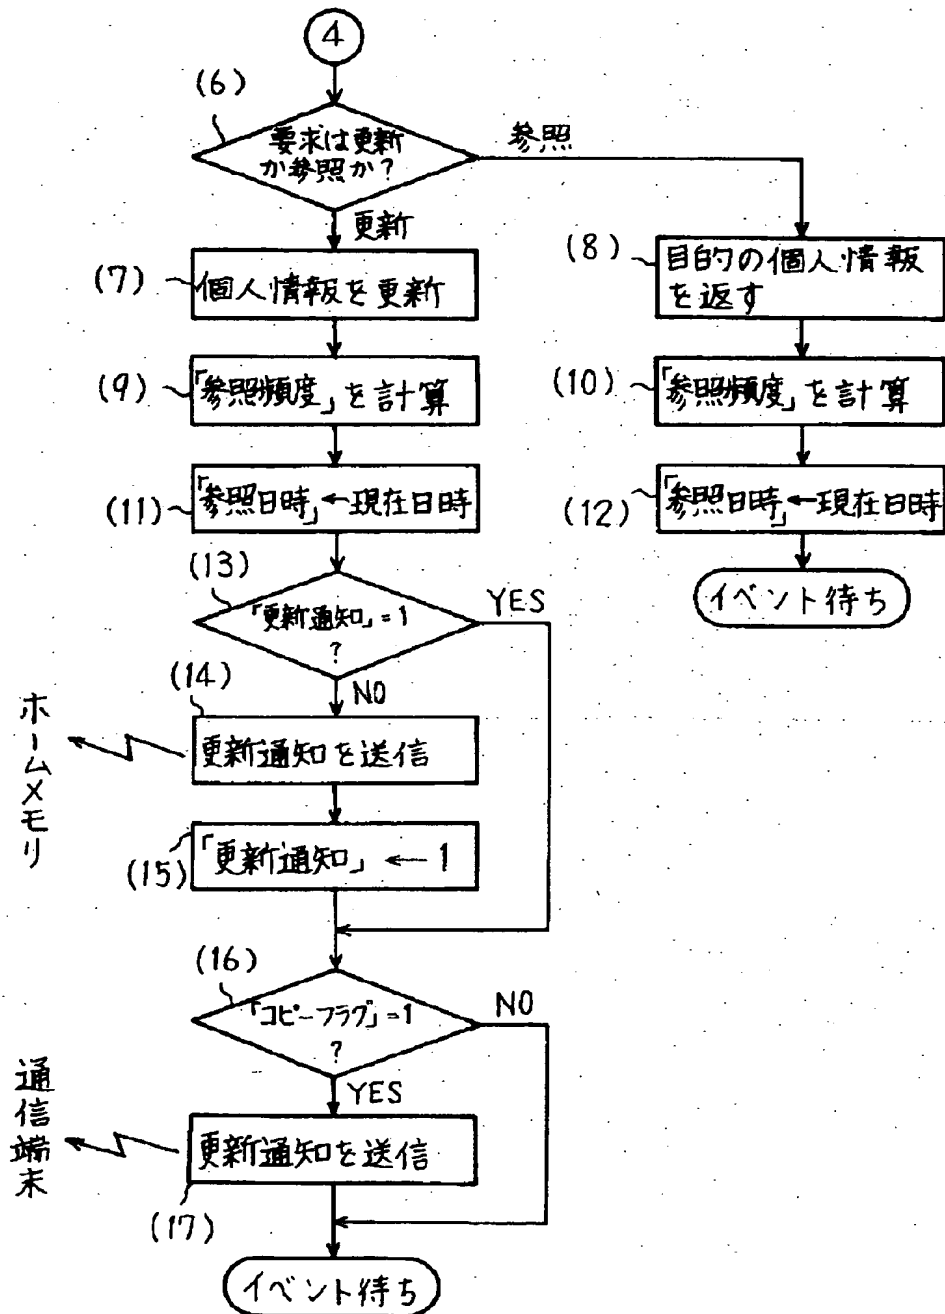 4
(6)
要求は更新
か参照か?
参照
更新
(7)
個人情報を更新
(8)
目的の個人情報
を返す
(9)
「参照頻度」を計算
(10)
「参照頻度」を計算
(11)
「参照日時」←現在日時
(12)
「参照日時」←現在日時
イベント待ち
(13)
「更新通知」=1
?
YES
NO
(14)
更新通知を送信
ホームメモリ
(15)
「更新通知」←1
(16)
「コピーフラグ」=1
?
NO
YES
(17)
更新通知を送信
通信端末
イベント待ち